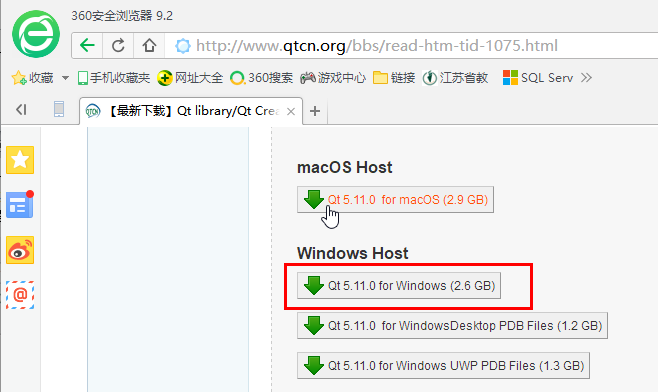 360安全浏览器 9.2
http://www.qtcn.org/bbs/read-htm-tid-1075.html
收藏 手机收藏夹 网址大全 360搜索 游戏中心 链接 江苏省教 SQL Serv
【最新下载】Qt library/Qt Crea
macOS Host
Qt 5.11.0 for macOS (2.9 GB)
Windows Host
Qt 5.11.0 for Windows (2.6 GB)
Qt 5.11.0 for WindowsDesktop PDB Files (1.2 GB)
Qt 5.11.0 for Windows UWP PDB Files (1.3 GB)